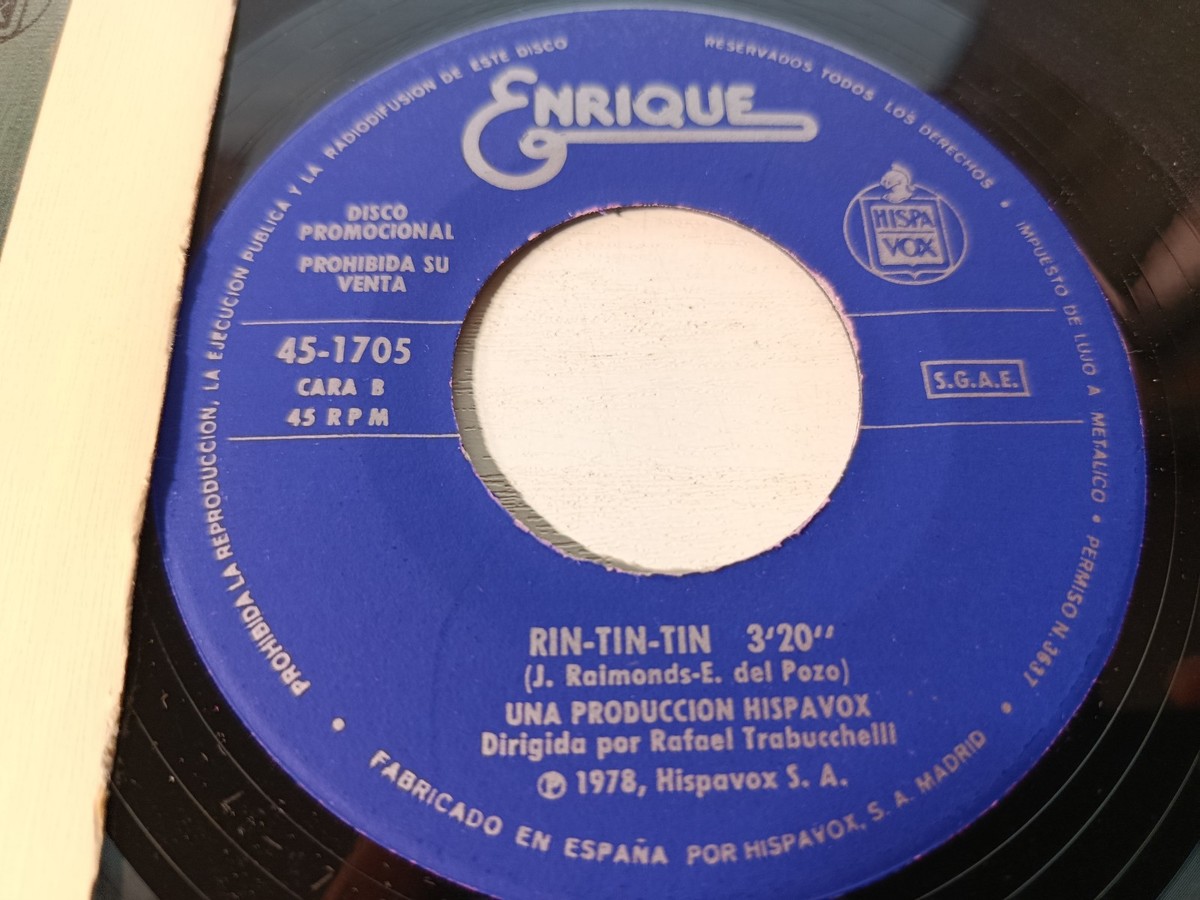 PROHIBIDA LA REPRODUCCION, LA EJECUCION PUBLICA Y LA RADIODIFUSION DE ESTE DISCO
RESERVADOS TODOS LOS DERECHOS • IMPUESTO DE LUJO A METALICO • PERMISO N. 3637
ENRIQUE
DISCO
PROMOCIONAL
PROHIBIDA SU
VENTA
HISPA
VOX
45-1705
CARA B
45 RPM
S.G.A.E.
RIN-TIN-TIN 3'20''
(J. Raimonds-E. del Pozo)
UNA PRODUCCION HISPAVOX
Dirigida por Rafael Trabucchelli
Ⓟ 1978, Hispavox S. A.
• FABRICADO EN ESPAÑA POR HISPAVOX, S. A. MADRID •